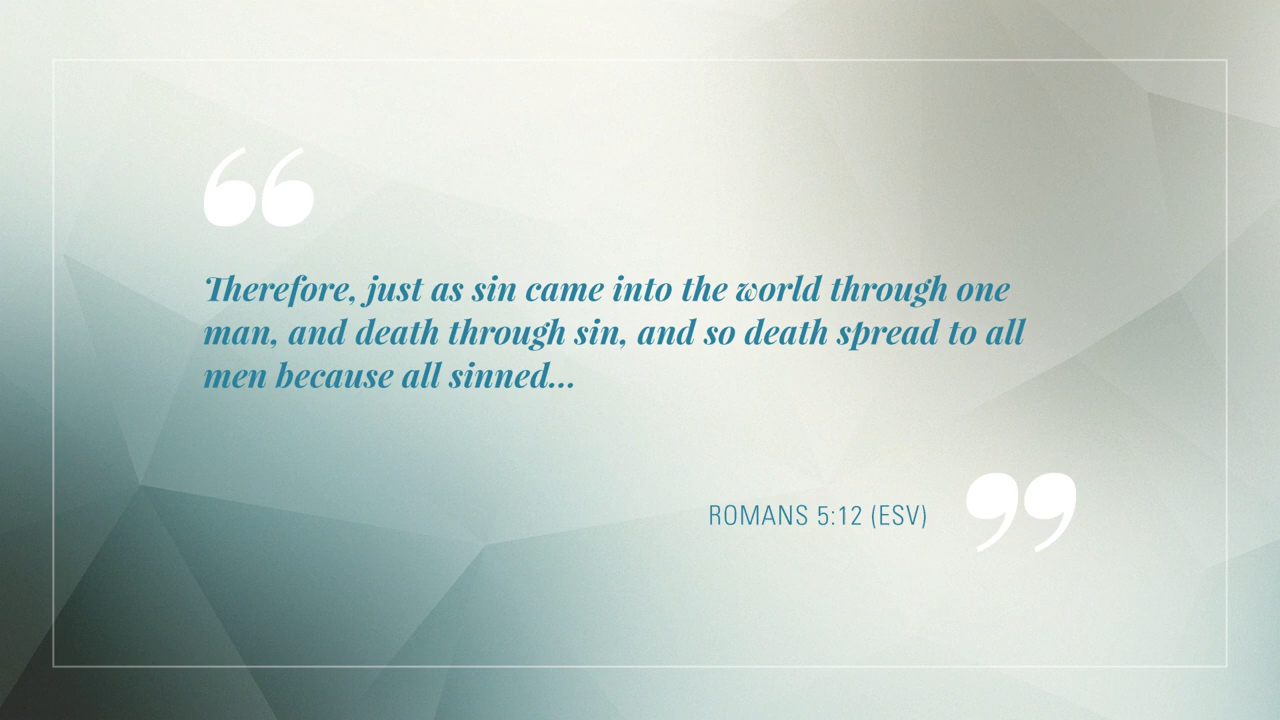 “
Therefore, just as sin came into the world through one
man, and death through sin, and so death spread to all
men because all sinned...
ROMANS 5:12 (ESV)
”